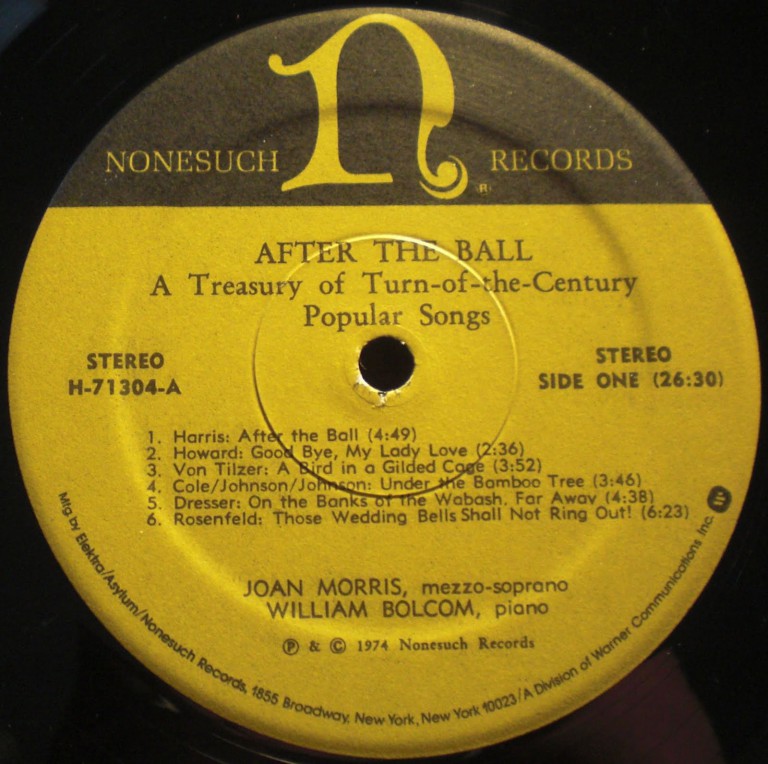 n
NONESUCH RECORDS
®
AFTER THE BALL
A Treasury of Turn-of-the-Century
Popular Songs
STEREO
H-71304-A
STEREO
SIDE ONE (26:30)
1. Harris: After the Ball (4:49)
2. Howard: Good Bye, My Lady Love (2:36)
3. Von Tilzer: A Bird in a Gilded Cage (3:52)
4. Cole/Johnson/Johnson: Under the Bamboo Tree (3:46)
5. Dresser: On the Banks of the Wabash, Far Away (4:38)
6. Rosenfeld: Those Wedding Bells Shall Not Ring Out! (6:23)
JOAN MORRIS, mezzo-soprano
WILLIAM BOLCOM, piano
℗ & © 1974 Nonesuch Records
Mfg by Elektra/Asylum/Nonesuch Records, 1855 Broadway, New York, New York 10023/A Division of Warner Communications Inc.